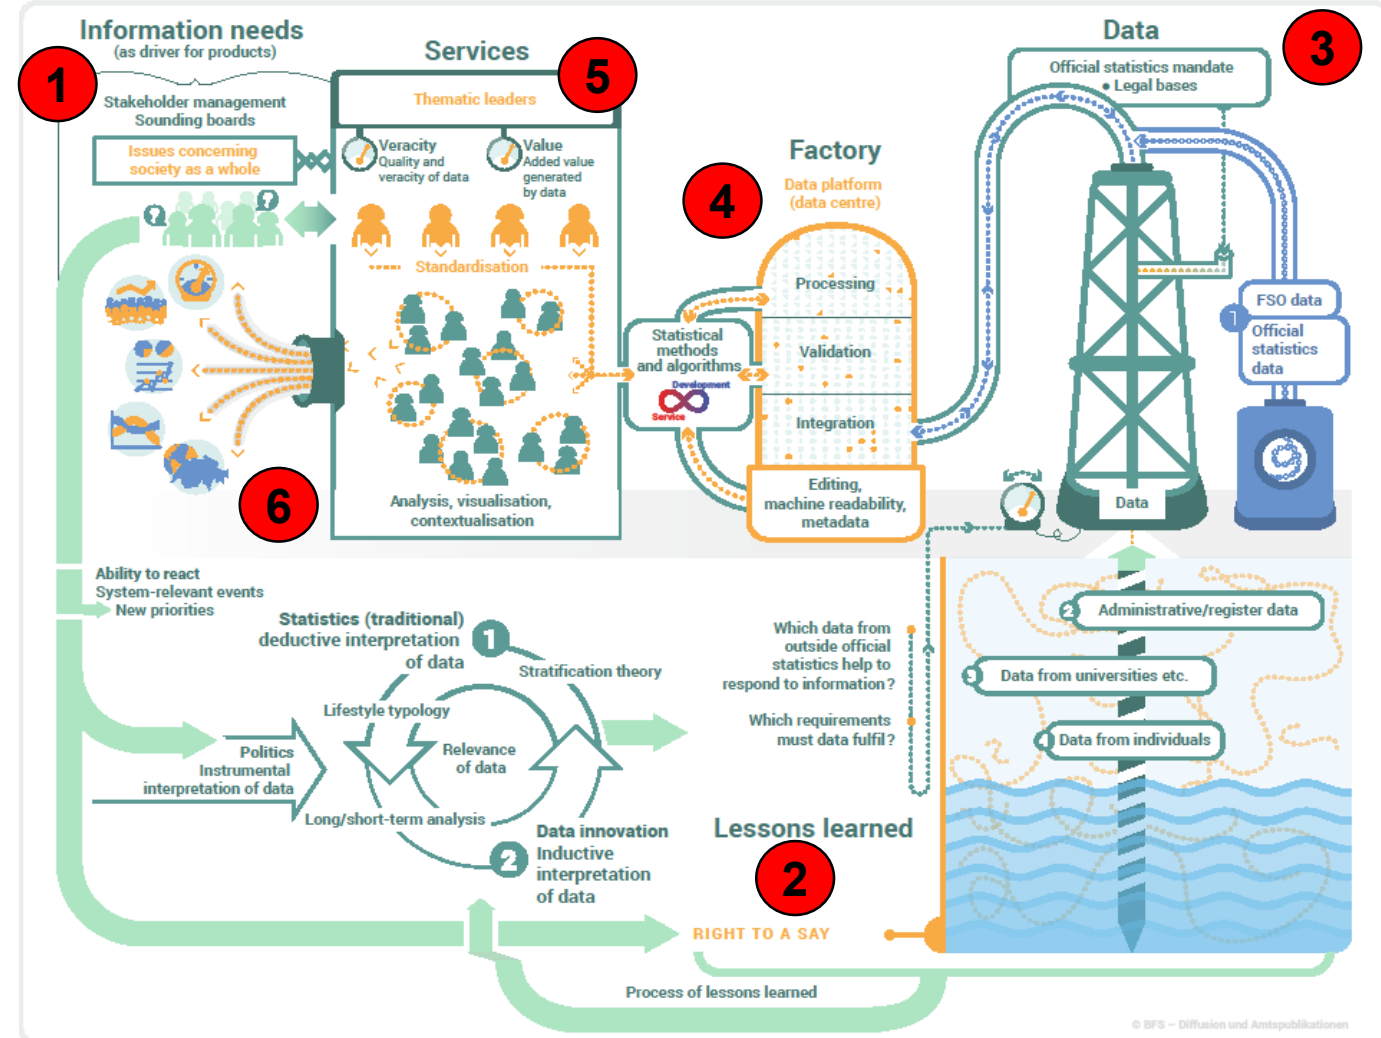 Information needs
(as driver for products)
1
Stakeholder management
Sounding boards
Issues concerning
society as a whole
Services
5
Thematic leaders
Veracity
Quality and
veracity of data
Value
Added value
generated
by data
Standardisation
Analysis, visualisation,
contextualisation
6
Statistical
methods
and algorithms
Development
Service
4
Factory
Data platform
(data centre)
Processing
Validation
Integration
Editing,
machine readability,
metadata
Data
3
Official statistics mandate
• Legal bases
FSO data
1
Official
statistics
data
Data
2
Administrative/register data
3
Data from universities etc.
4
Data from individuals
Ability to react
System-relevant events
New priorities
Statistics (traditional)
deductive interpretation
of data
1
Stratification theory
Lifestyle typology
Relevance
of data
Politics
Instrumental
interpretation of data
Long/short-term analysis
2
Data innovation
Inductive
interpretation
of data
Which data from
outside official
statistics help to
respond to information?
Which requirements
must data fulfil?
Lessons learned
2
RIGHT TO A SAY
Process of lessons learned
© BFS – Diffusion und Amtspublikationen